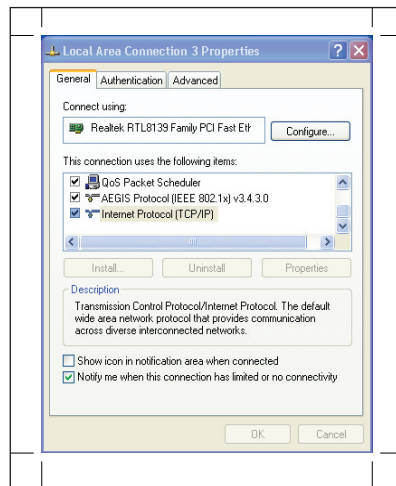 Local Area Connection 3 Properties
General Authentication Advanced
Connect using:
Realtek RTL8139 Family PCI Fast Eth
Configure...
This connection uses the following items:
QoS Packet Scheduler
AEGIS Protocol (IEEE 802.1x) v3.4.3.0
Internet Protocol (TCP/IP)
Install... Uninstall Properties
Description
Transmission Control Protocol/Internet Protocol. The default
wide area network protocol that provides communication
across diverse interconnected networks.
Show icon in notification area when connected
Notify me when this connection has limited or no connectivity
OK Cancel